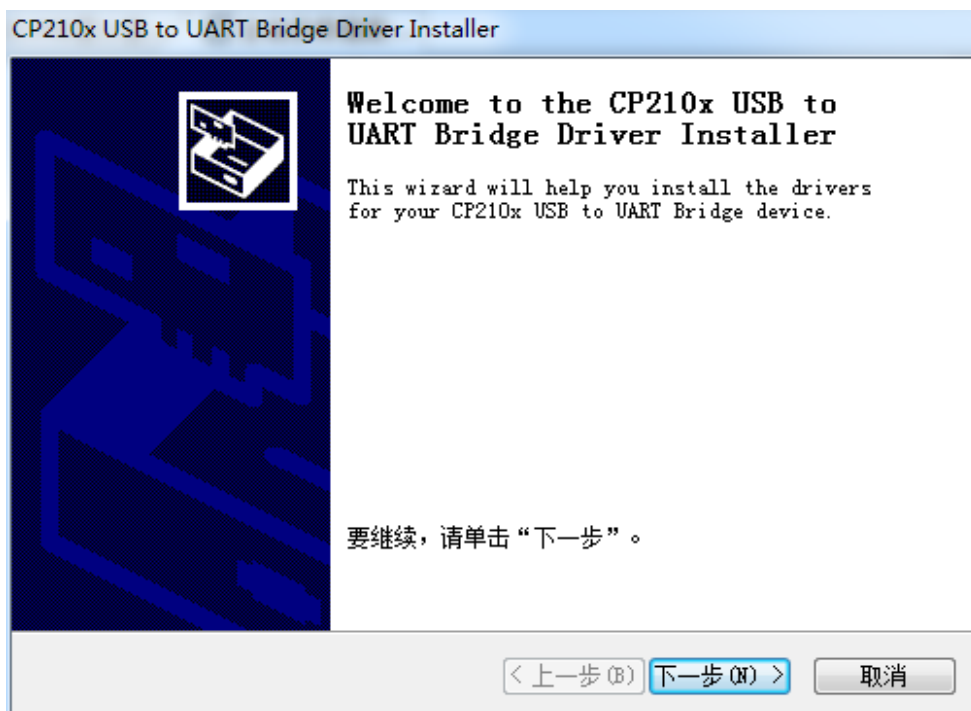 CP210x USB to UART Bridge Driver Installer
Welcome to the CP210x USB to
UART Bridge Driver Installer
This wizard will help you install the drivers
for your CP210x USB to UART Bridge device.
要继续，请单击“下一步”。
< 上一步(B) 下一步(N) > 取消